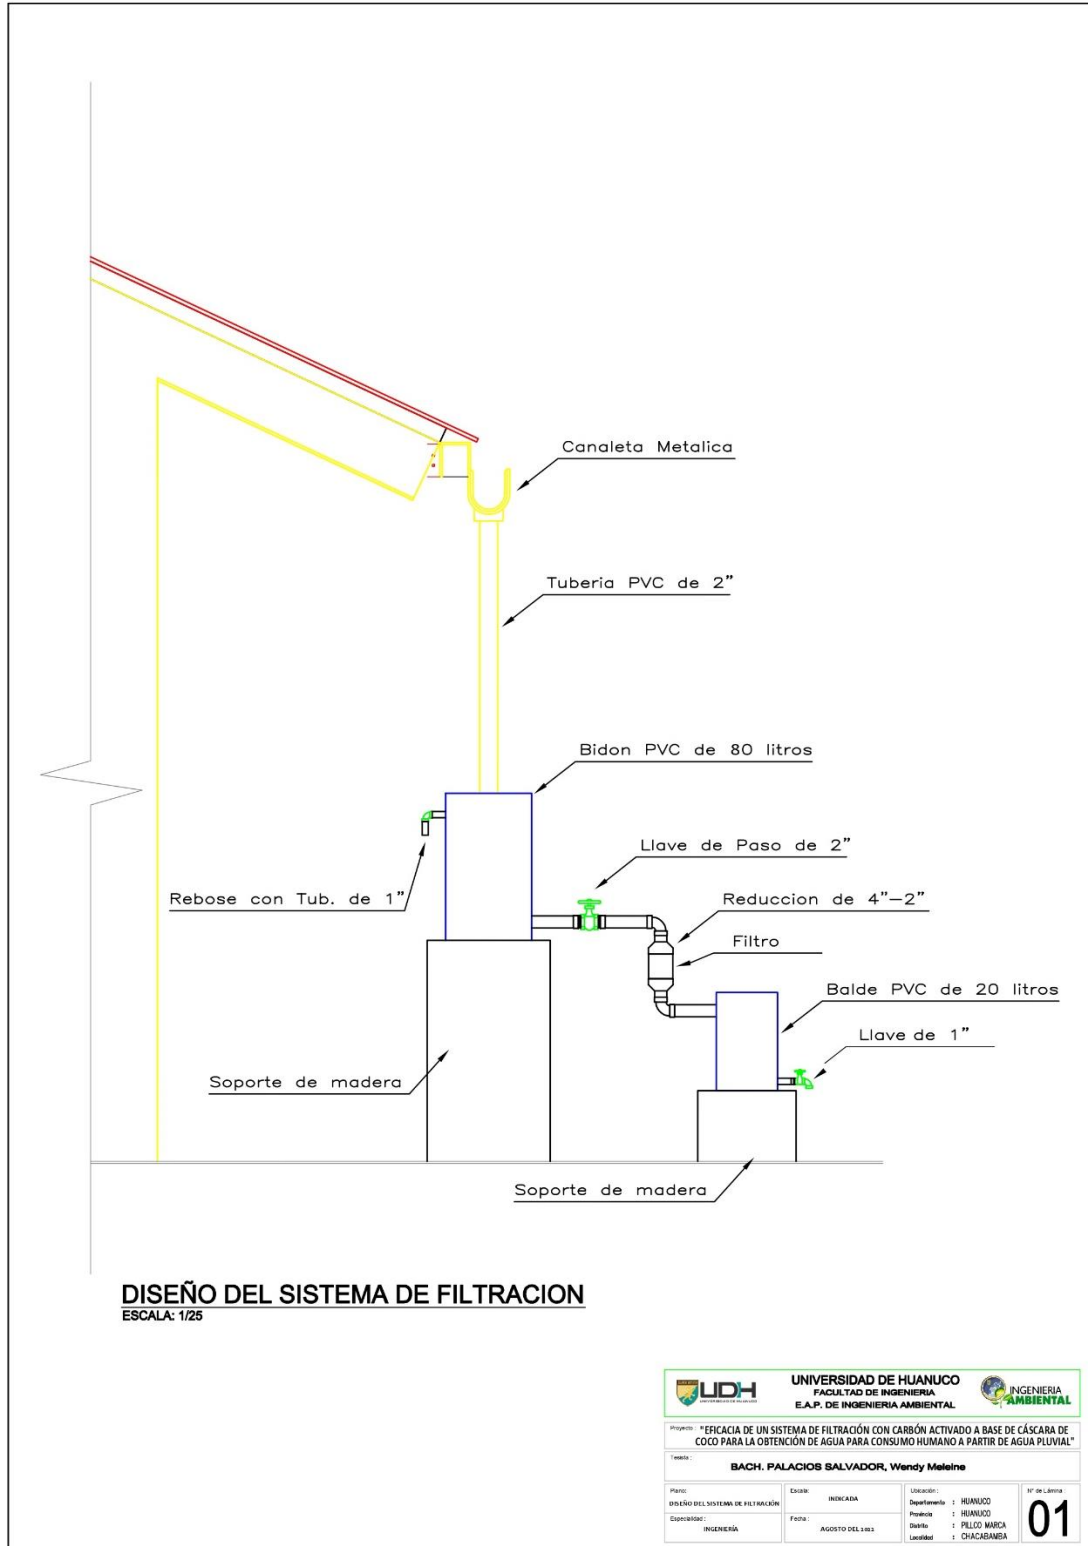 Canaleta Metalica
Tuberia PVC de 2”
Bidon PVC de 80 litros
Llave de Paso de 2”
Rebose con Tub. de 1”
Reduccion de 4”–2”
Filtro
Balde PVC de 20 litros
Llave de 1”
Soporte de madera
Soporte de madera
DISEÑO DEL SISTEMA DE FILTRACION
ESCALA: 1/25
UDH
UNIVERSIDAD DE HUANUCO
UNIVERSIDAD DE HUANUCO
FACULTAD DE INGENIERIA
E.A.P. DE INGENIERIA AMBIENTAL
INGENIERIA
AMBIENTAL
Proyecto : "EFICACIA DE UN SISTEMA DE FILTRACIÓN CON CARBÓN ACTIVADO A BASE DE CÁSCARA DE
COCO PARA LA OBTENCIÓN DE AGUA PARA CONSUMO HUMANO A PARTIR DE AGUA PLUVIAL"
Tesista :
BACH. PALACIOS SALVADOR, Wendy Meleine
Plano:
DISEÑO DEL SISTEMA DE FILTRACIÓN
Especialidad :
INGENIERÍA
Escala:
INDICADA
Fecha :
AGOSTO DEL 2022
Ubicación :
Departamento : HUANUCO
Provincia : HUANUCO
Distrito : PILLCO MARCA
Localidad : CHACABAMBA
N° de Lámina :
01